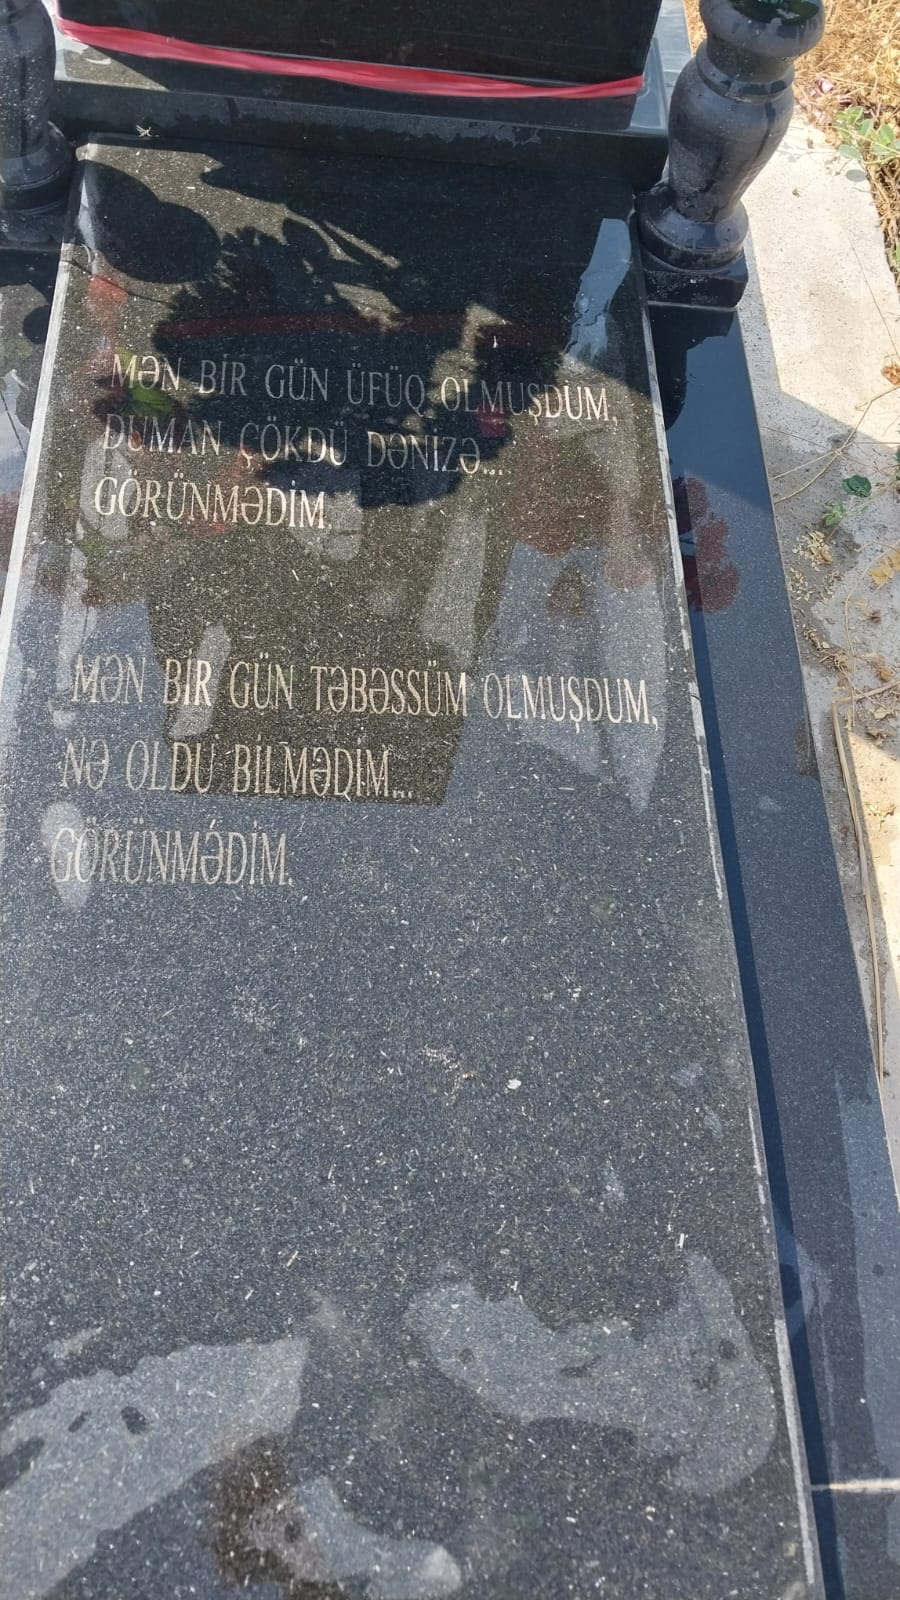 MƏN BİR GÜN ÜFÜQ OLMUŞDUM,
DUMAN ÇÖKDÜ DƏNİZƏ...
GÖRÜNMƏDİM.
MƏN BİR GÜN TƏBƏSSÜM OLMUŞDUM,
NƏ OLDU BİLMƏDİM...
GÖRÜNMƏDİM.